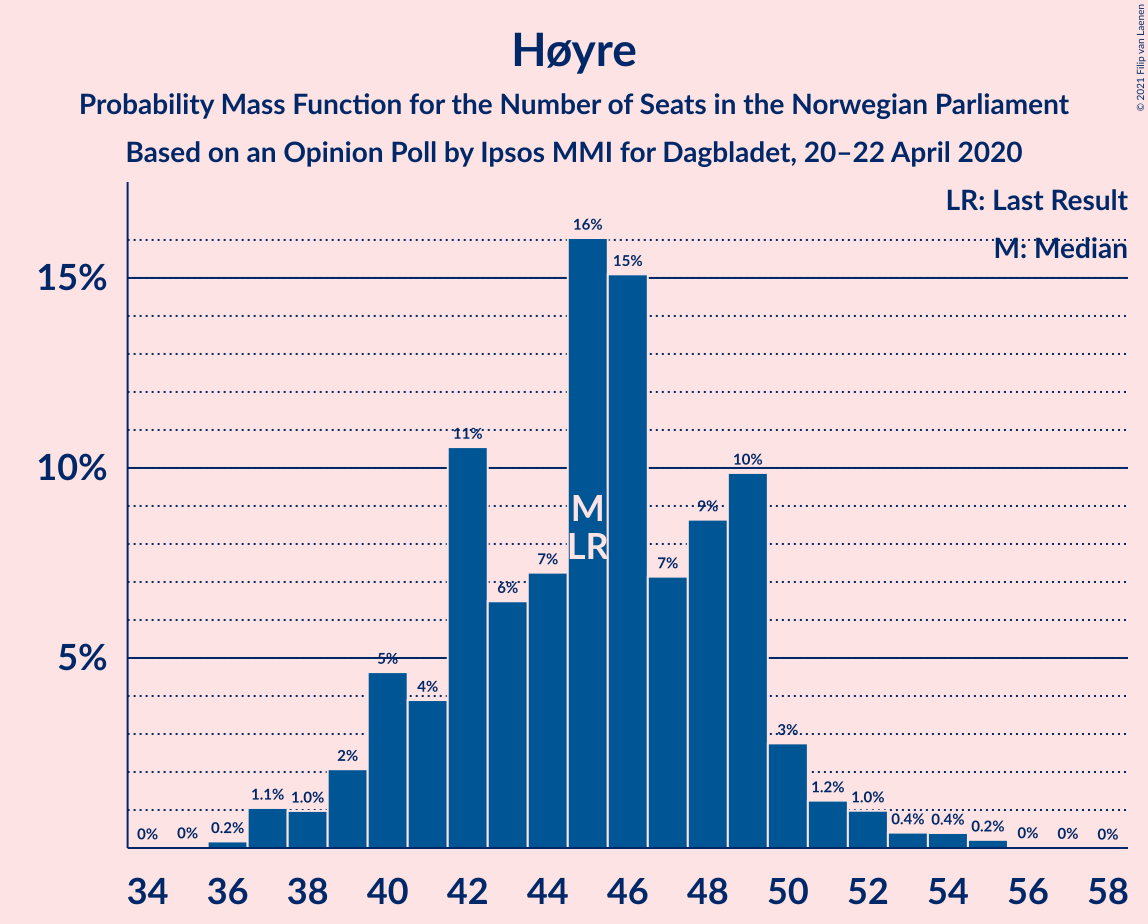 © 2021 Filip van Laenen
Høyre
Probability Mass Function for the Number of Seats in the Norwegian Parliament
Based on an Opinion Poll by Ipsos MMI for Dagbladet, 20–22 April 2020
LR: Last Result
M: Median
15%
10%
5%
0% 0% 0.2% 1.1% 1.0% 2% 5% 4% 11% 6% 7% 16% 15% 7% 9% 10% 3% 1.2% 1.0% 0.4% 0.4% 0.2% 0% 0% 0%
M
LR
34 36 38 40 42 44 46 48 50 52 54 56 58